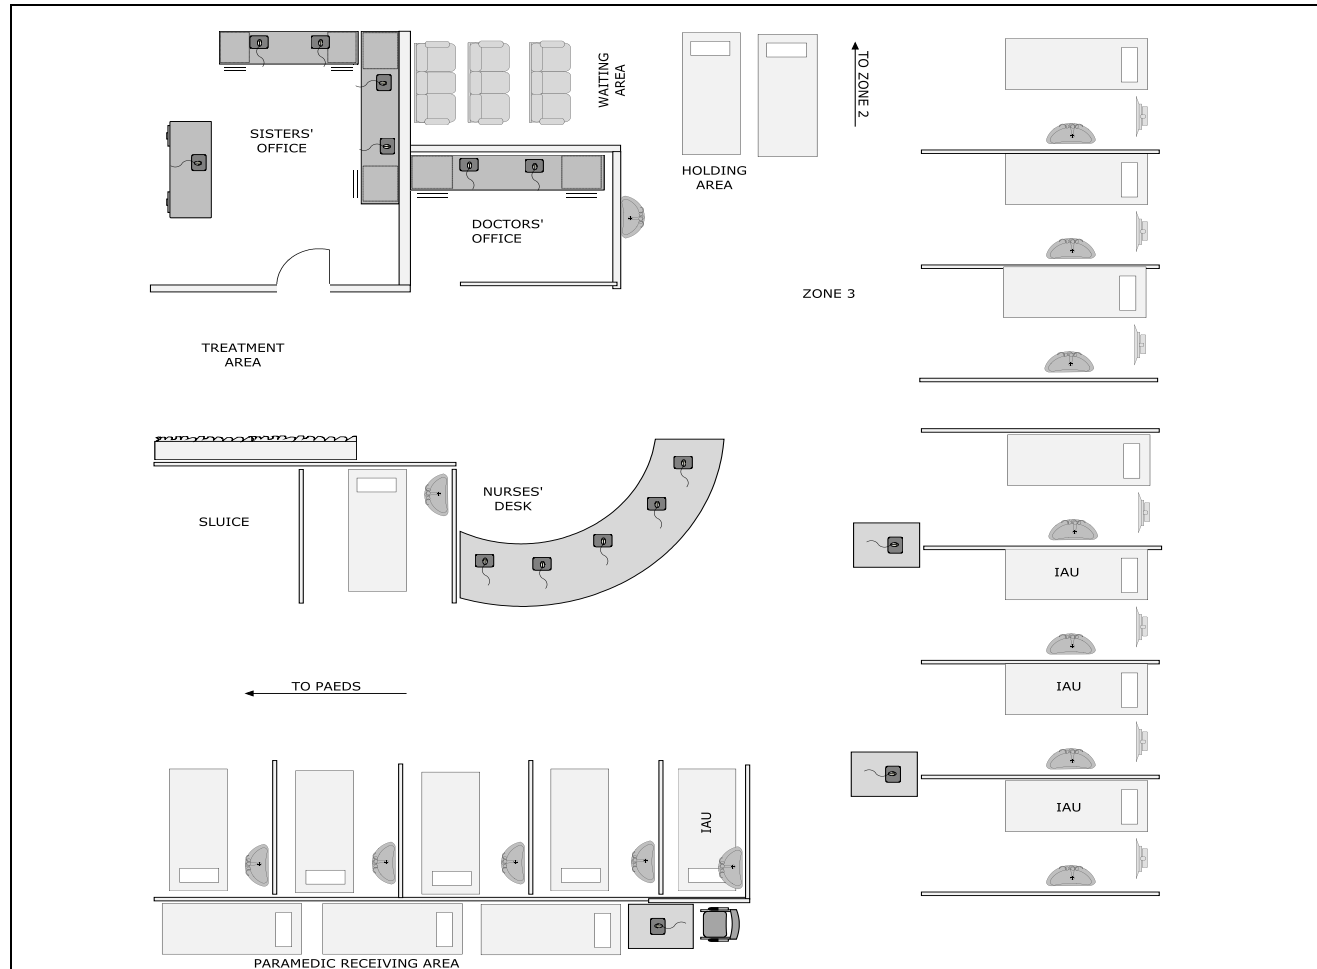 WAITING
AREA
TO ZONE 2
SISTERS'
OFFICE
HOLDING
AREA
DOCTORS'
OFFICE
ZONE 3
TREATMENT
AREA
NURSES'
DESK
SLUICE
IAU
TO PAEDS
IAU
IAU
IAU
PARAMEDIC RECEIVING AREA